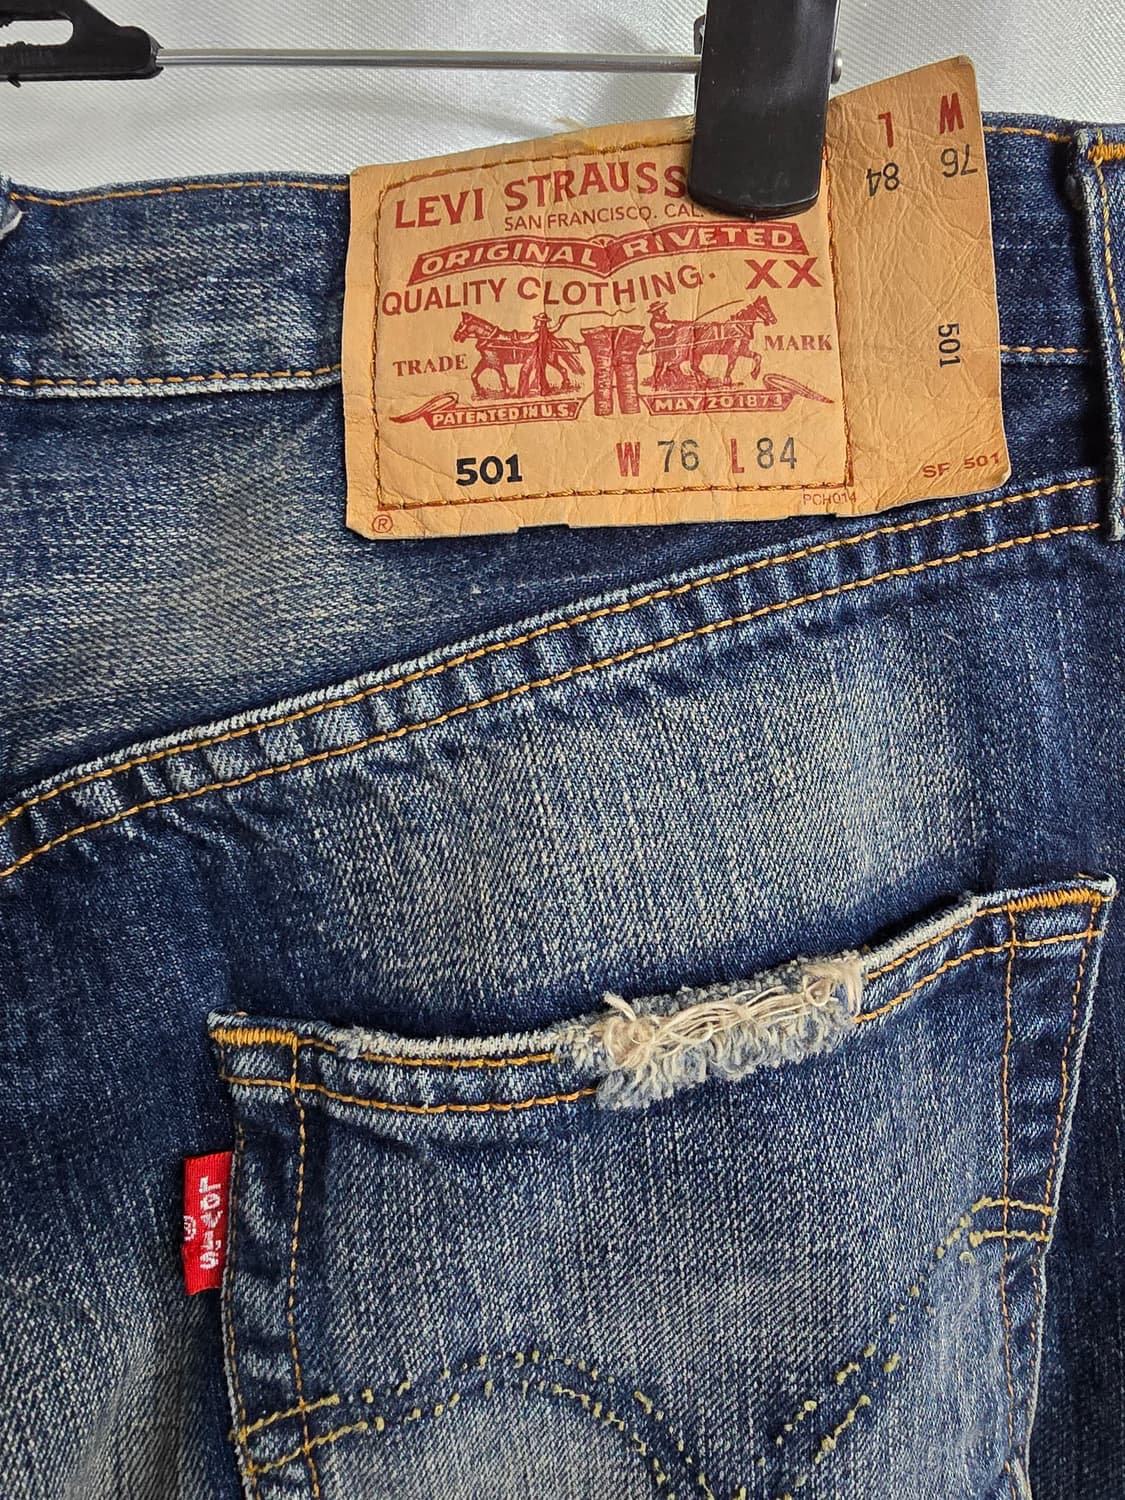 LEVI STRAUSS
SAN FRANCISCO. CAL.
ORIGINAL RIVETED
QUALITY CLOTHING. XX
TRADE MARK
PATENTED IN U.S. MAY 20 1873
501 W 76 L 84
PCH014
®
W 76
L 84
501
SF 501
LEVI'S
®